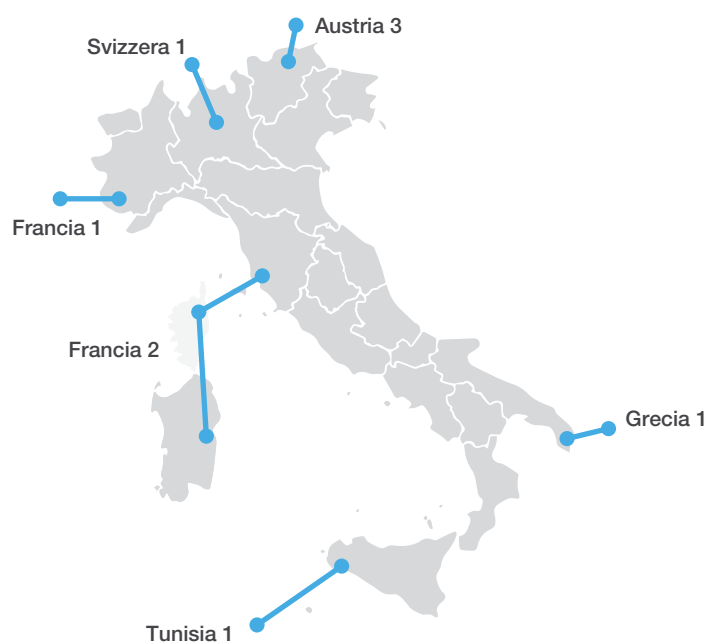 Austria 3
Svizzera 1
Francia 1
Francia 2
Grecia 1
Tunisia 1